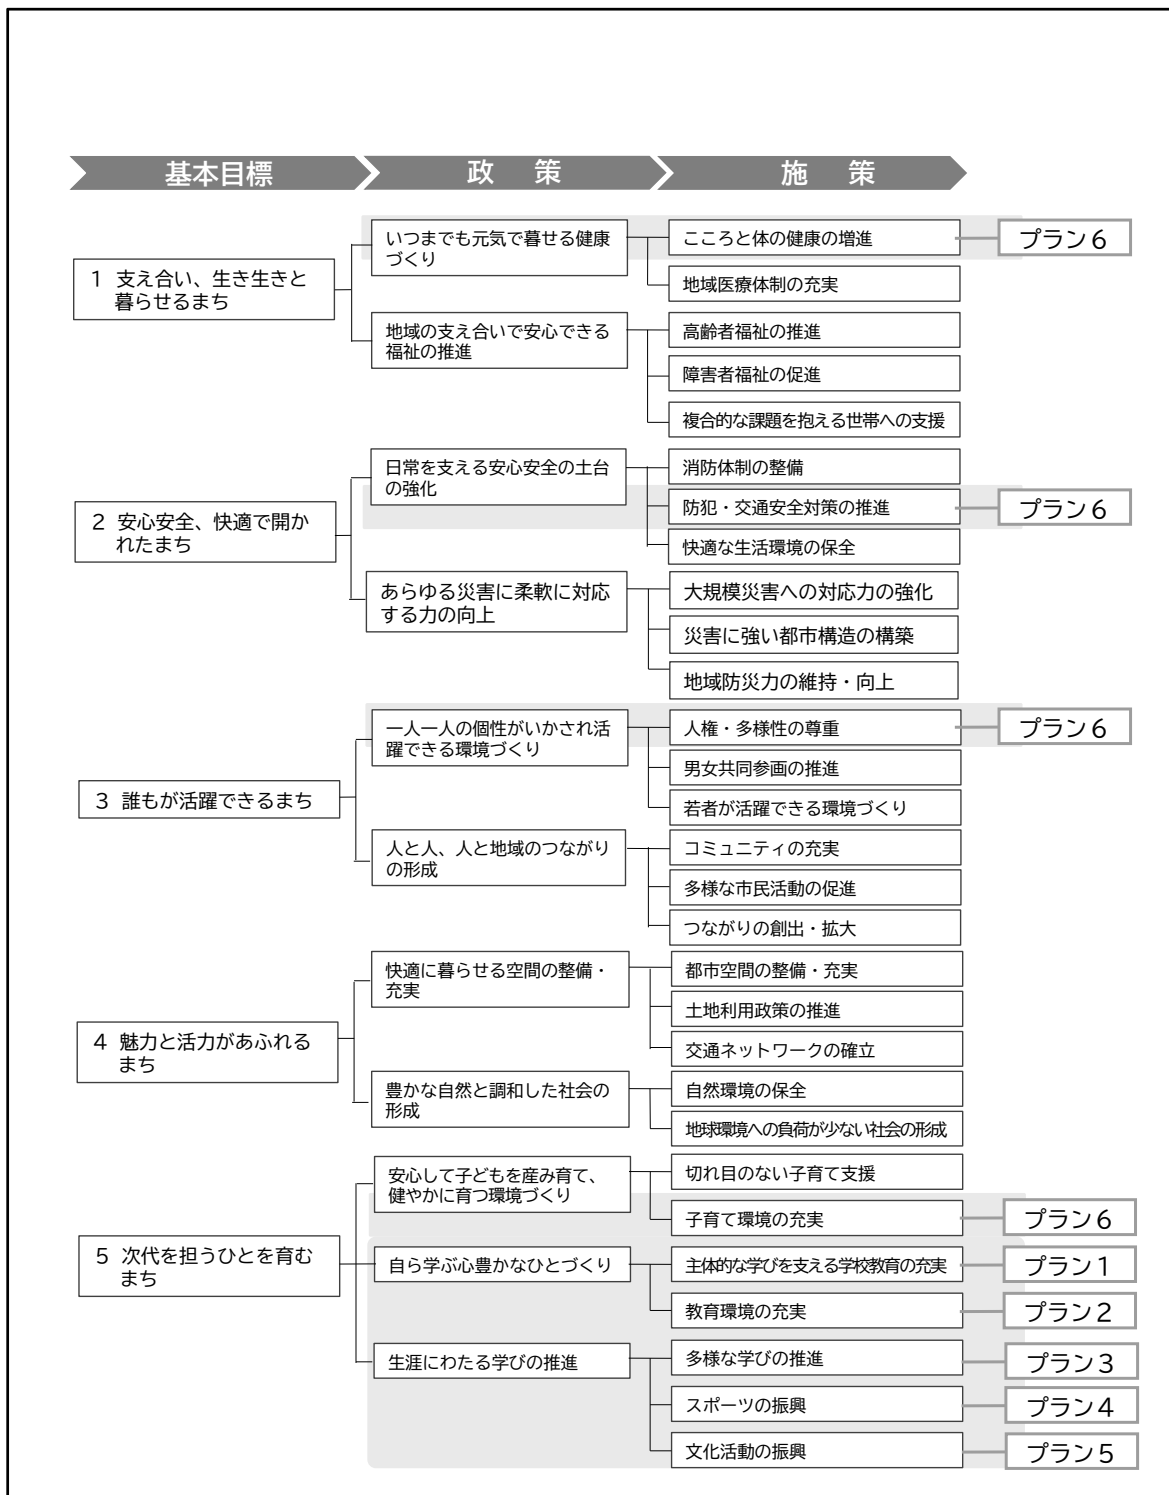 基本目標
政　策
施　策
いつまでも元気で暮せる健康
づくり
こころと体の健康の増進
プラン６
1 支え合い、生き生きと
暮らせるまち
地域医療体制の充実
地域の支え合いで安心できる
福祉の推進
高齢者福祉の推進
障害者福祉の促進
複合的な課題を抱える世帯への支援
日常を支える安心安全の土台
の強化
消防体制の整備
2 安心安全、快適で開か
れたまち
防犯・交通安全対策の推進
プラン６
快適な生活環境の保全
あらゆる災害に柔軟に対応
する力の向上
大規模災害への対応力の強化
災害に強い都市構造の構築
地域防災力の維持・向上
一人一人の個性がいかされ活
躍できる環境づくり
人権・多様性の尊重
プラン６
男女共同参画の推進
3 誰もが活躍できるまち
若者が活躍できる環境づくり
人と人、人と地域のつながり
の形成
コミュニティの充実
多様な市民活動の促進
つながりの創出・拡大
快適に暮らせる空間の整備・
充実
都市空間の整備・充実
土地利用政策の推進
4 魅力と活力があふれる
まち
交通ネットワークの確立
豊かな自然と調和した社会の
形成
自然環境の保全
地球環境への負荷が少ない社会の形成
安心して子どもを産み育て、
健やかに育つ環境づくり
切れ目のない子育て支援
子育て環境の充実
プラン６
5 次代を担うひとを育む
まち
自ら学ぶ心豊かなひとづくり
主体的な学びを支える学校教育の充実
プラン１
教育環境の充実
プラン２
生涯にわたる学びの推進
多様な学びの推進
プラン３
スポーツの振興
プラン４
文化活動の振興
プラン５